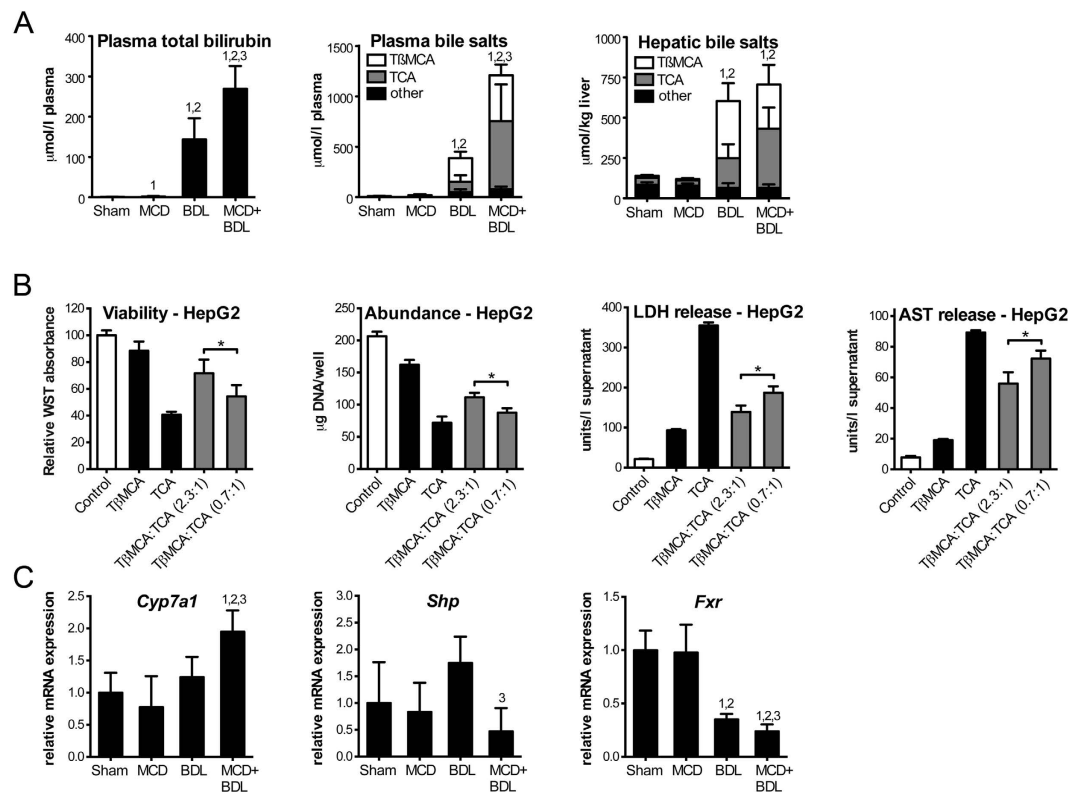 A
Plasma total bilirubin
μmol/l plasma
400
300
200
100
0
1
1,2
1,2,3
Sham
MCD
BDL
MCD+
BDL
Plasma bile salts
μmol/l plasma
1500
1000
500
0
TßMCA
TCA
other
1,2
1,2,3
Sham
MCD
BDL
MCD+
BDL
Hepatic bile salts
μmol/kg liver
1000
750
500
250
0
TßMCA
TCA
other
1,2
1,2
Sham
MCD
BDL
MCD+
BDL
B
Viability - HepG2
Relative WST absorbance
120
100
80
60
40
20
0
*
Control
TβMCA
TCA
TβMCA:TCA (2.3:1)
TβMCA:TCA (0.7:1)
Abundance - HepG2
μg DNA/well
250
200
150
100
50
0
*
Control
TβMCA
TCA
TβMCA:TCA (2.3:1)
TβMCA:TCA (0.7:1)
LDH release - HepG2
units/l supernatant
400
300
200
100
0
*
Control
TβMCA
TCA
TβMCA:TCA (2.3:1)
TβMCA:TCA (0.7:1)
AST release - HepG2
units/l supernatant
100
80
60
40
20
0
*
Control
TβMCA
TCA
TβMCA:TCA (2.3:1)
TβMCA:TCA (0.7:1)
C
Cyp7a1
relative mRNA expression
2.5
2.0
1.5
1.0
0.5
0.0
1,2,3
Sham
MCD
BDL
MCD+
BDL
Shp
relative mRNA expression
3.0
2.5
2.0
1.5
1.0
0.5
0.0
3
Sham
MCD
BDL
MCD+
BDL
Fxr
relative mRNA expression
1.5
1.0
0.5
0.0
1,2
1,2,3
Sham
MCD
BDL
MCD+
BDL